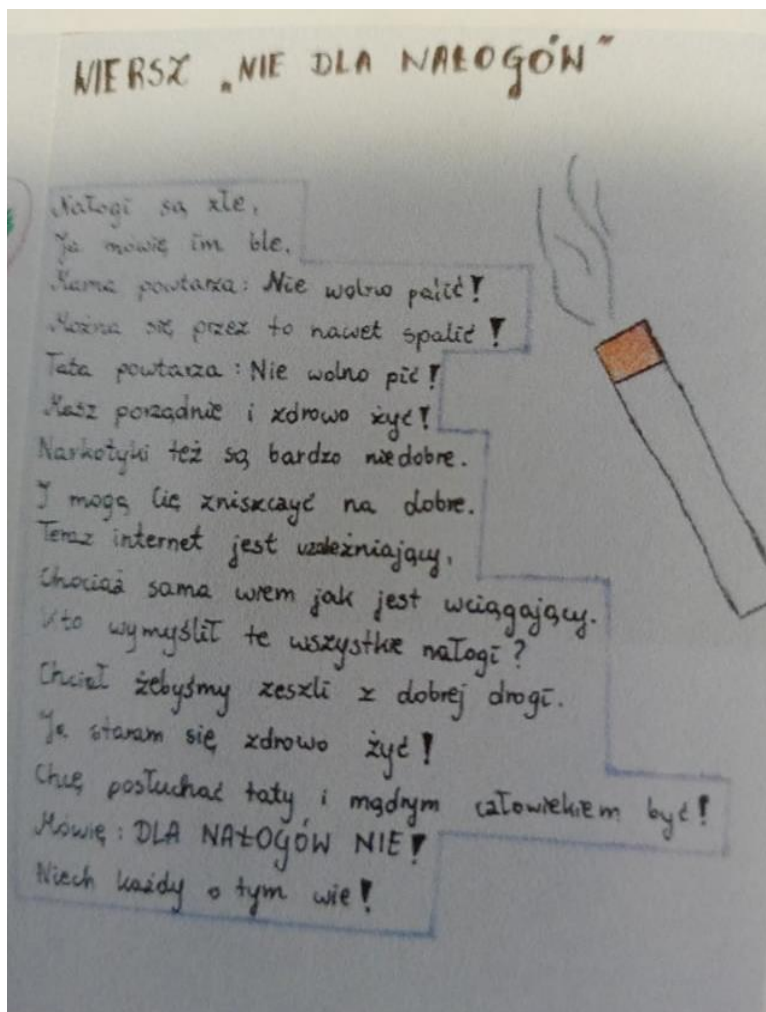 WIERSZ „NIE DLA NAŁOGÓW”
Nałogi są złe,
Ja mówię im ble.
Mama powtarza: Nie wolno palić!
Można się przez to nawet spalić!
Tata powtarza: Nie wolno pić!
Masz porządnie i zdrowo żyć!
Narkotyki też są bardzo niedobre.
I mogą Cię zniszczyć na dobre.
Teraz internet jest uzależniający,
Chociaż sama wiem jak jest wciągający.
Kto wymyślił te wszystkie nałogi?
Chciał żebyśmy zeszli z dobrej drogi.
Ja staram się zdrowo żyć!
Chcę posłuchać taty i mądrym człowiekiem być!
Mówię: DLA NAŁOGÓW NIE!
Niech każdy o tym wie!